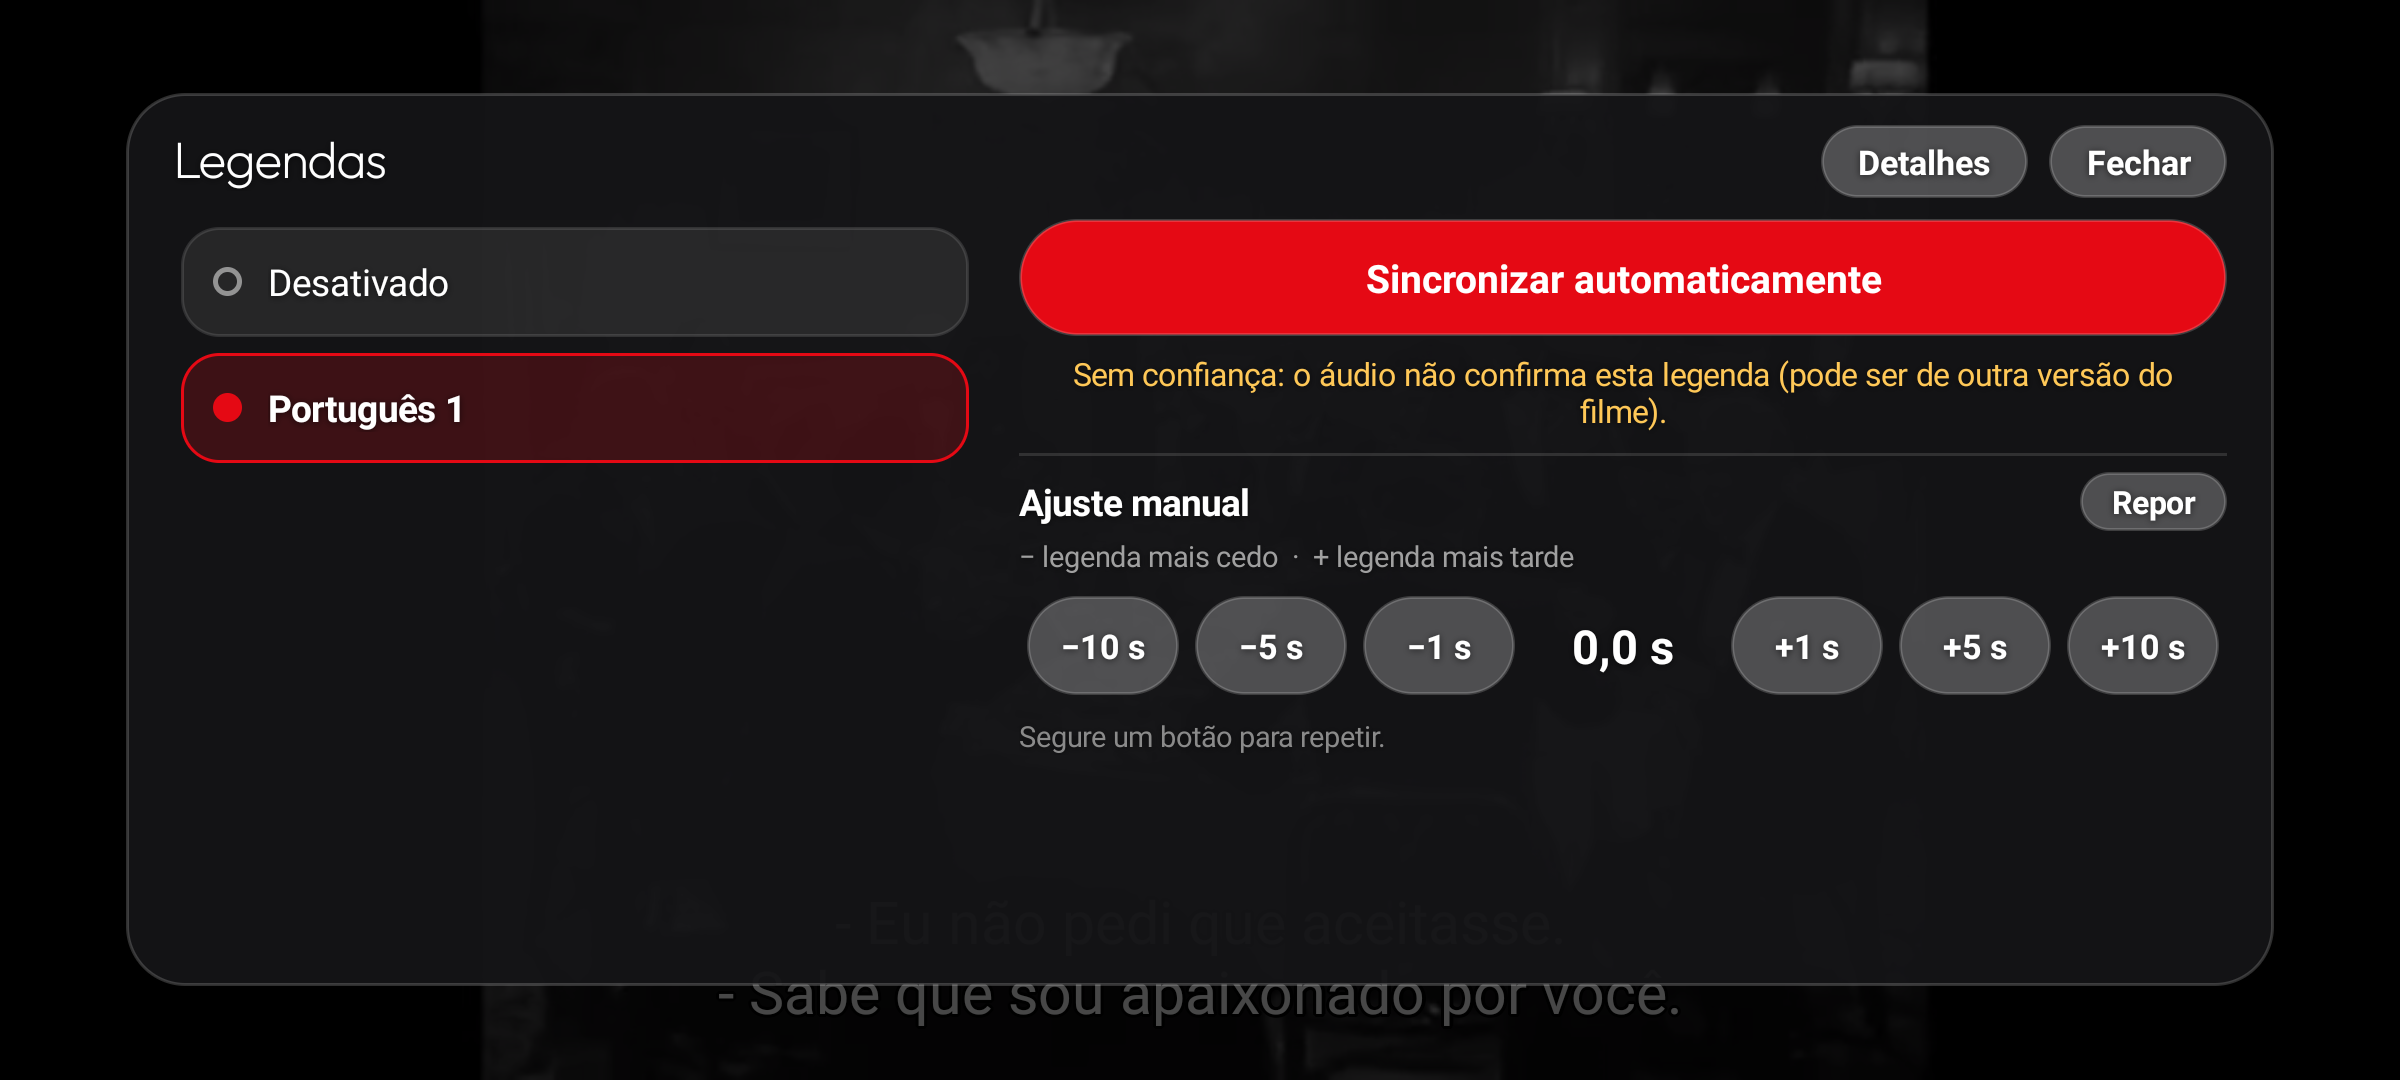 Legendas
Detalhes
Fechar
Desativado
Português 1
Sincronizar automaticamente
Sem confiança: o áudio não confirma esta legenda (pode ser de outra versão do
filme).
Ajuste manual
Repor
− legenda mais cedo · + legenda mais tarde
−10 s
−5 s
−1 s
0,0 s
+1 s
+5 s
+10 s
Segure um botão para repetir.
- Eu não pedi que aceitasse.
- Sabe que sou apaixonado por você.